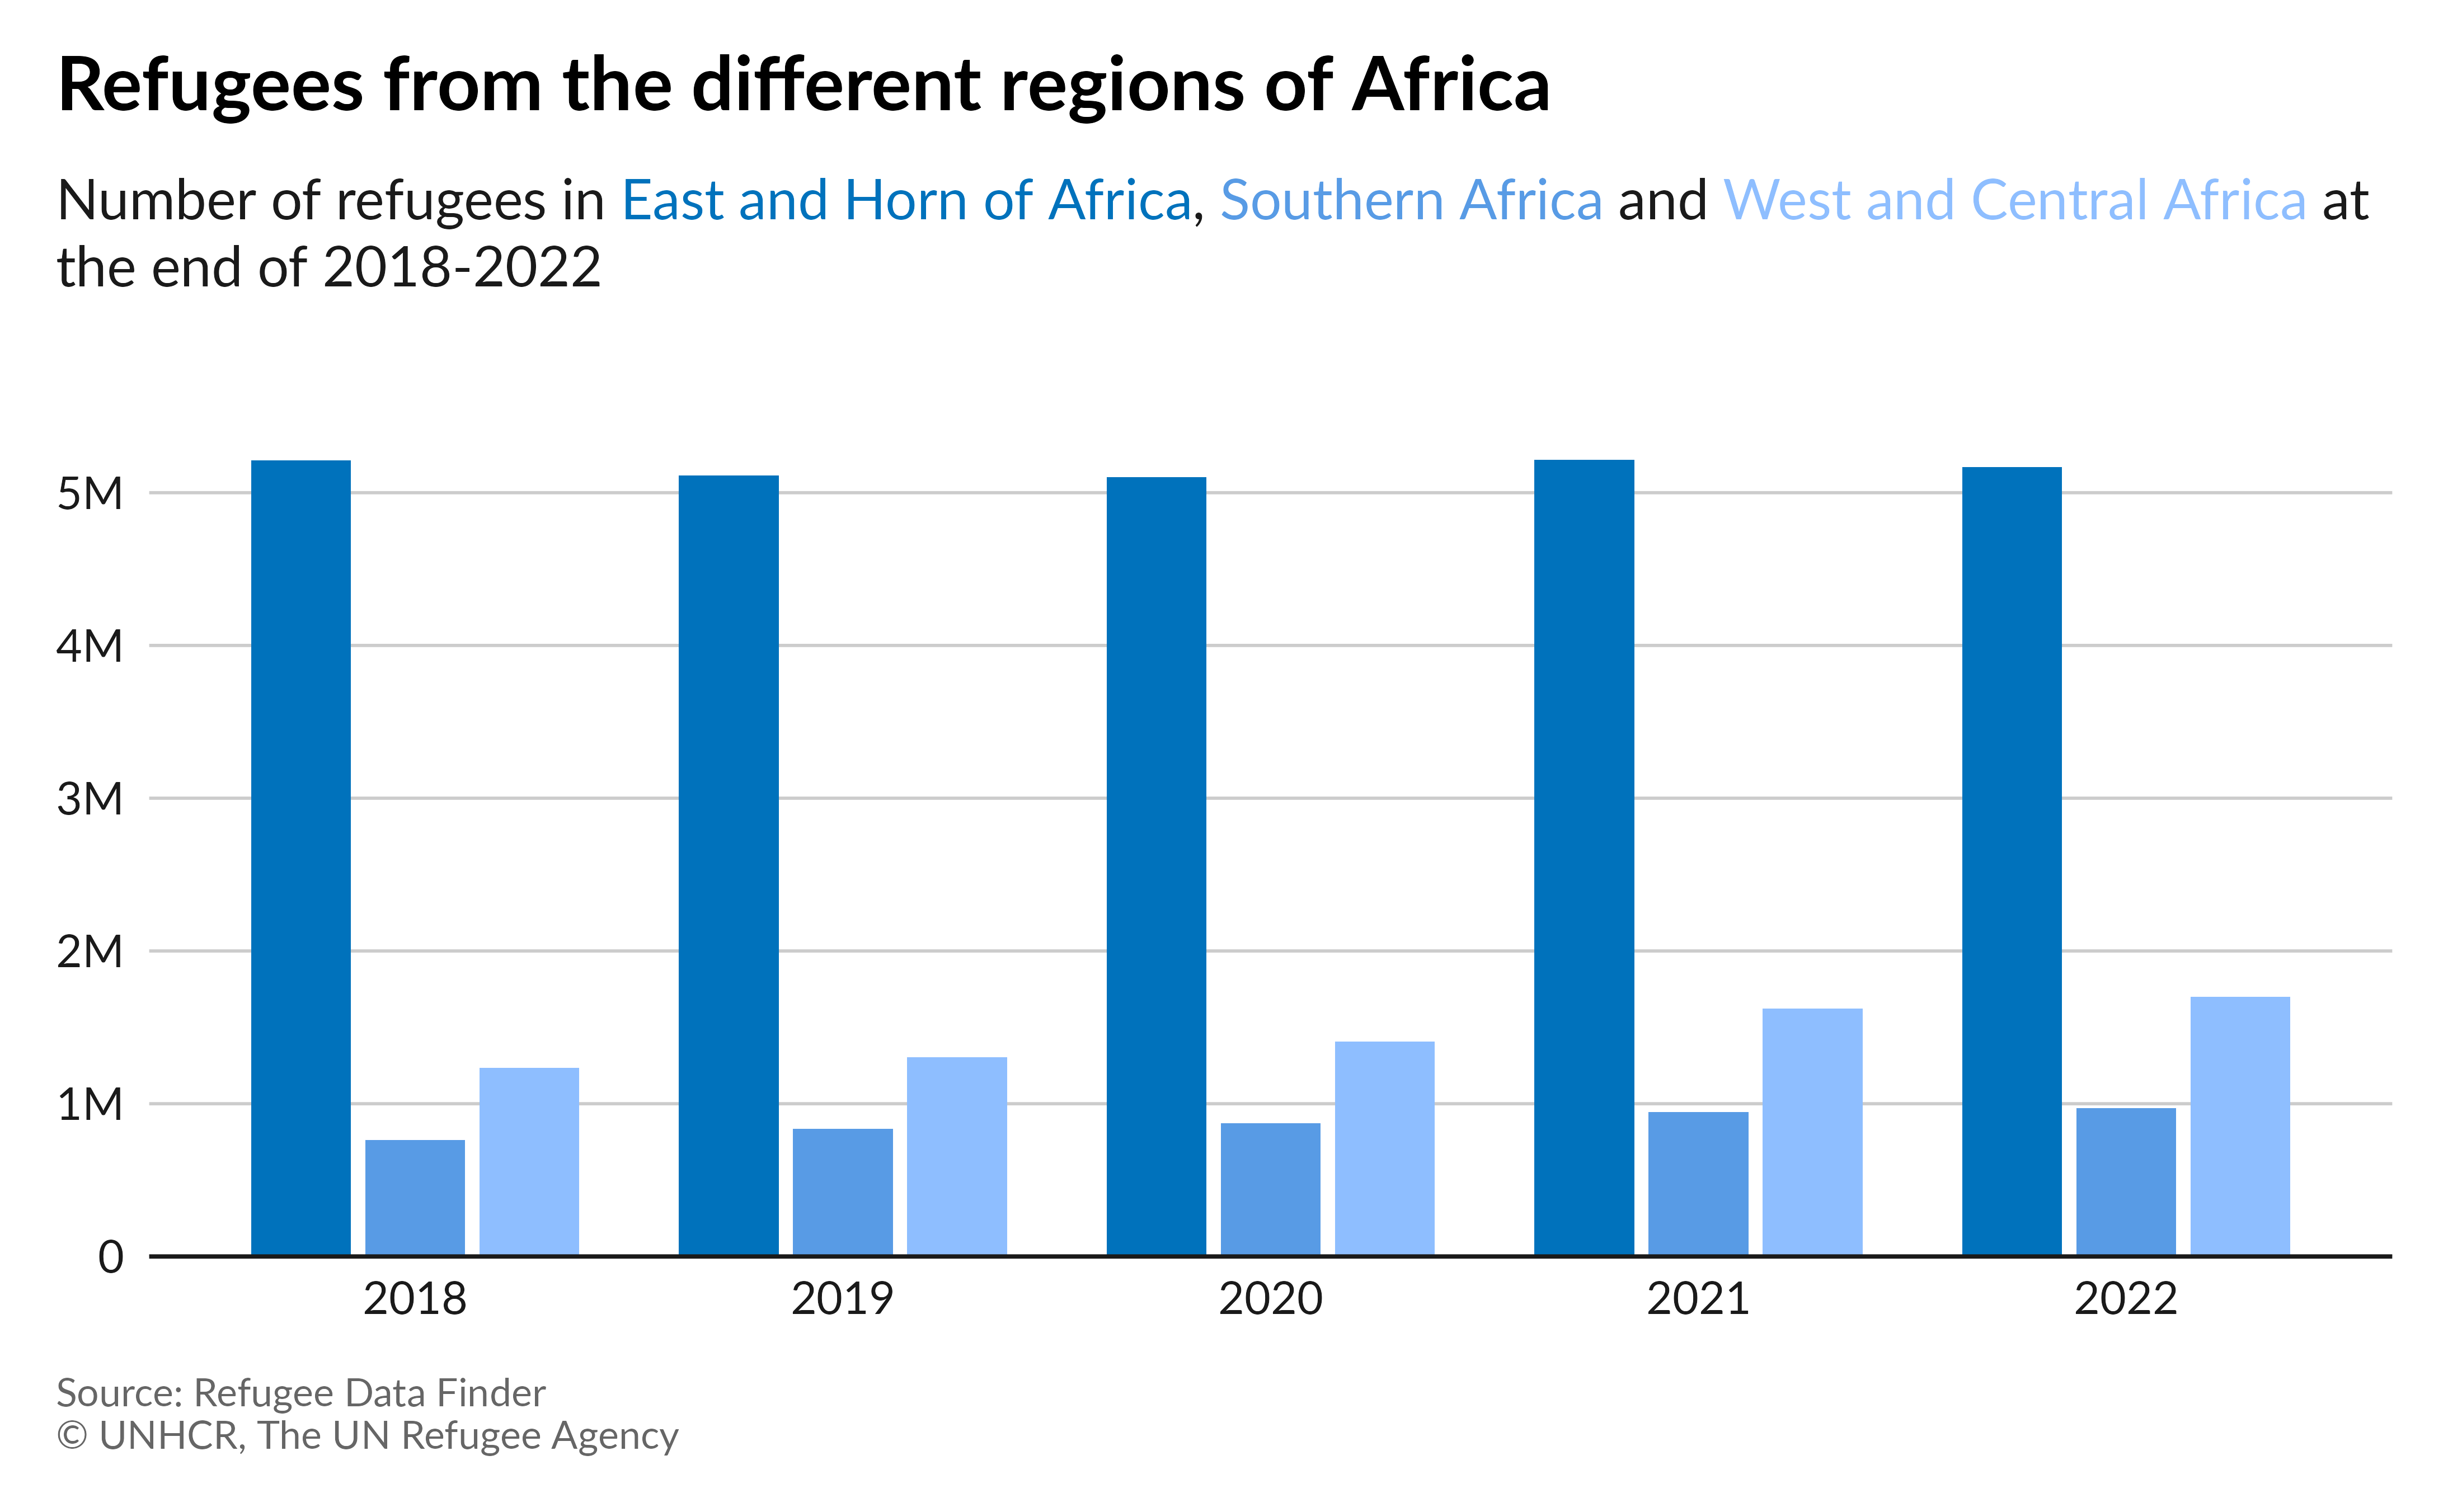 Refugees from the different regions of Africa
Number of refugees in East and Horn of Africa, Southern Africa and West and Central Africa at
the end of 2018-2022
5M
4M
3M
2M
1M
0
2018 2019 2020 2021 2022
Source: Refugee Data Finder
© UNHCR, The UN Refugee Agency